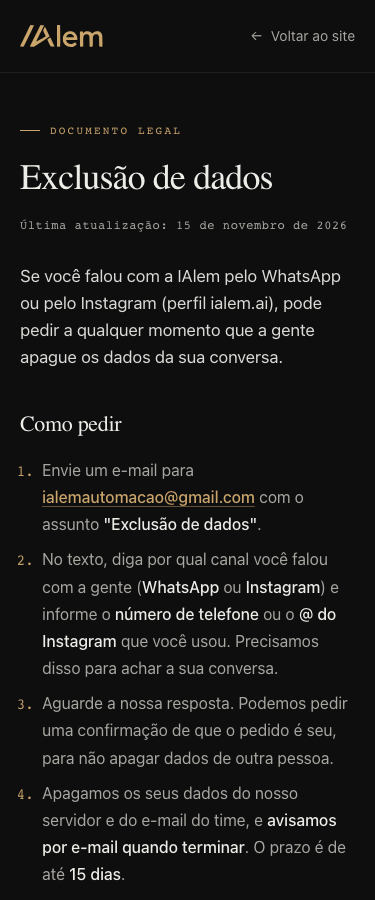 IAlem
← Voltar ao site
DOCUMENTO LEGAL
Exclusão de dados
Última atualização: 15 de novembro de 2026
Se você falou com a IAlem pelo WhatsApp
ou pelo Instagram (perfil ialem.ai), pode
pedir a qualquer momento que a gente
apague os dados da sua conversa.
Como pedir
1. Envie um e-mail para
ialemautomacao@gmail.com com o
assunto "Exclusão de dados".
2. No texto, diga por qual canal você falou
com a gente (WhatsApp ou Instagram) e
informe o número de telefone ou o @ do
Instagram que você usou. Precisamos
disso para achar a sua conversa.
3. Aguarde a nossa resposta. Podemos pedir
uma confirmação de que o pedido é seu,
para não apagar dados de outra pessoa.
4. Apagamos os seus dados do nosso
servidor e do e-mail do time, e avisamos
por e-mail quando terminar. O prazo é de
até 15 dias.